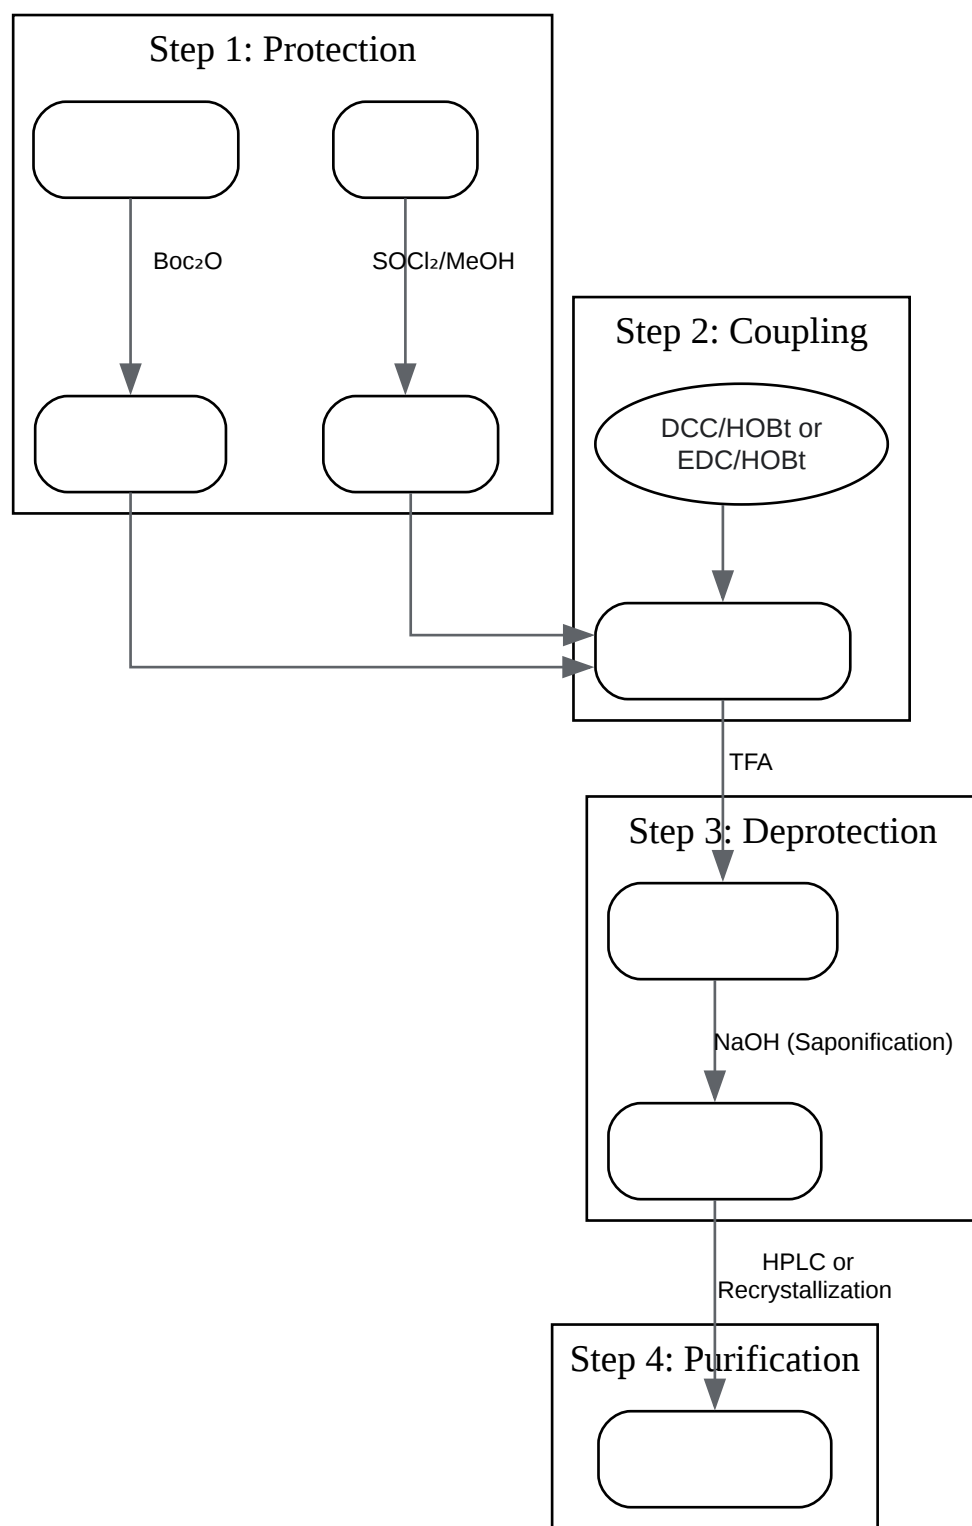 Step 1: Protection
Boc₂O
SOCl₂/MeOH
Step 2: Coupling
DCC/HOBt or
EDC/HOBt
TFA
Step 3: Deprotection
NaOH (Saponification)
HPLC or
Recrystallization
Step 4: Purification